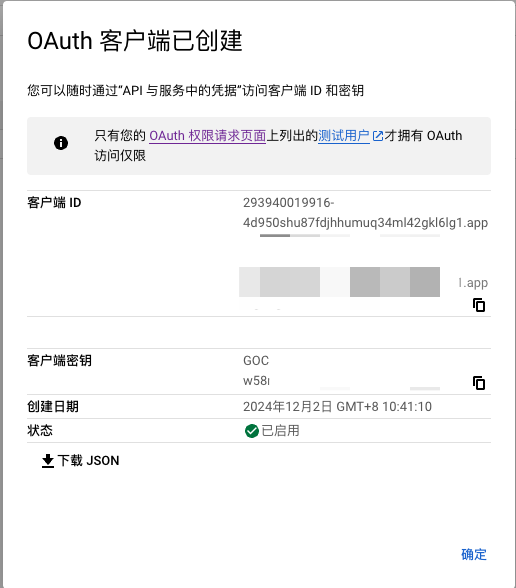 OAuth 客户端已创建
您可以随时通过“API 与服务中的凭据”访问客户端 ID 和密钥
只有您的 OAuth 权限请求页面上列出的测试用户才拥有 OAuth
访问仅限
客户端 ID
293940019916-
4d950shu87fdjhhumuq34ml42gkl6lg1.app
.app
客户端密钥
GOC
w58
创建日期
2024年12月2日 GMT+8 10:41:10
状态
已启用
下载 JSON
确定